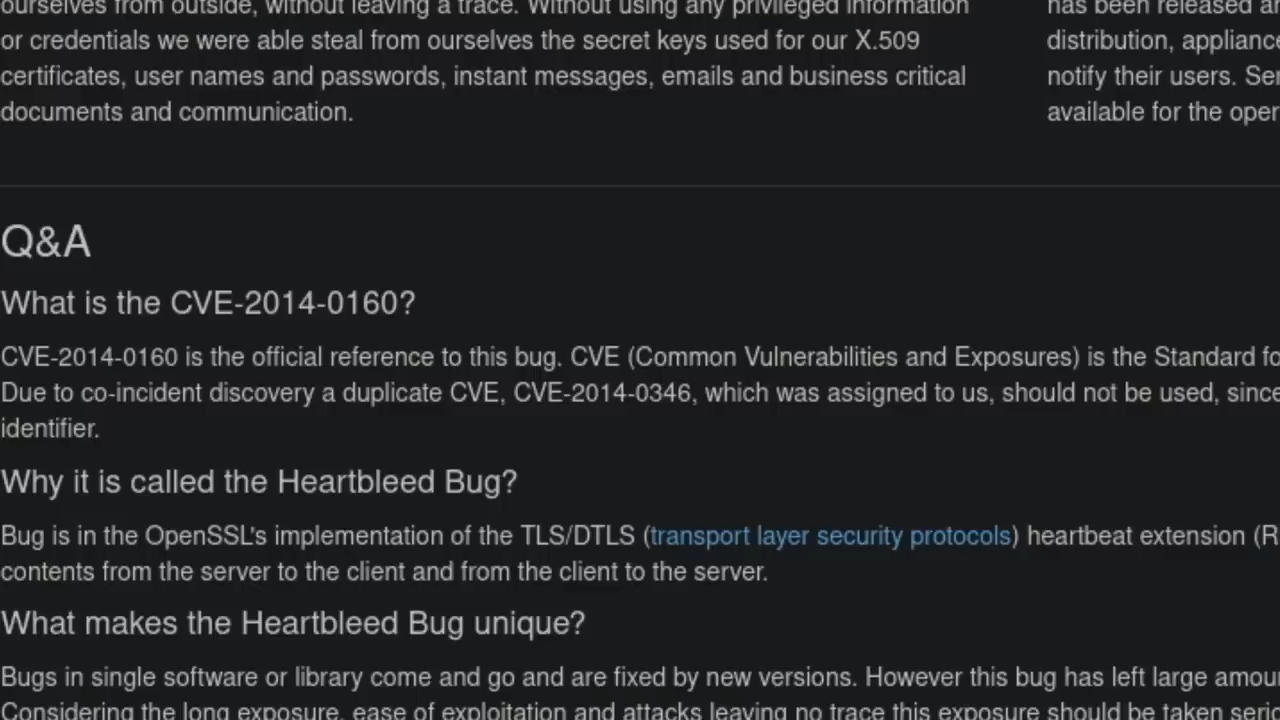 ourselves from outside, without leaving a trace. Without using any privileged information
or credentials we were able steal from ourselves the secret keys used for our X.509
certificates, user names and passwords, instant messages, emails and business critical
documents and communication.
has been released
distribution,
notify their users.
available for the
Q&A
What is the CVE-2014-0160?
CVE-2014-0160 is the official reference to this bug. CVE (Common Vulnerabilities and Exposures) is the Standard
Due to co-incident discovery a duplicate CVE, CVE-2014-0346, which was assigned to us, should not be used, since
identifier.
Why it is called the Heartbleed Bug?
Bug is in the OpenSSL's implementation of the TLS/DTLS (transport layer security protocols) heartbeat extension (R
contents from the server to the client and from the client to the server.
What makes the Heartbleed Bug unique?
Bugs in single software or library come and go and are fixed by new versions. However this bug has left large
Considering the long exposure, ease of exploitation and attacks leaving no trace this exposure should be taken